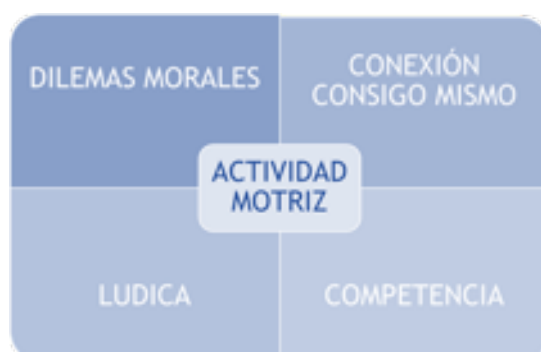 DILEMAS MORALES
CONEXIÓN
CONSIGO MISMO
ACTIVIDAD
MOTRIZ
LUDICA
COMPETENCIA